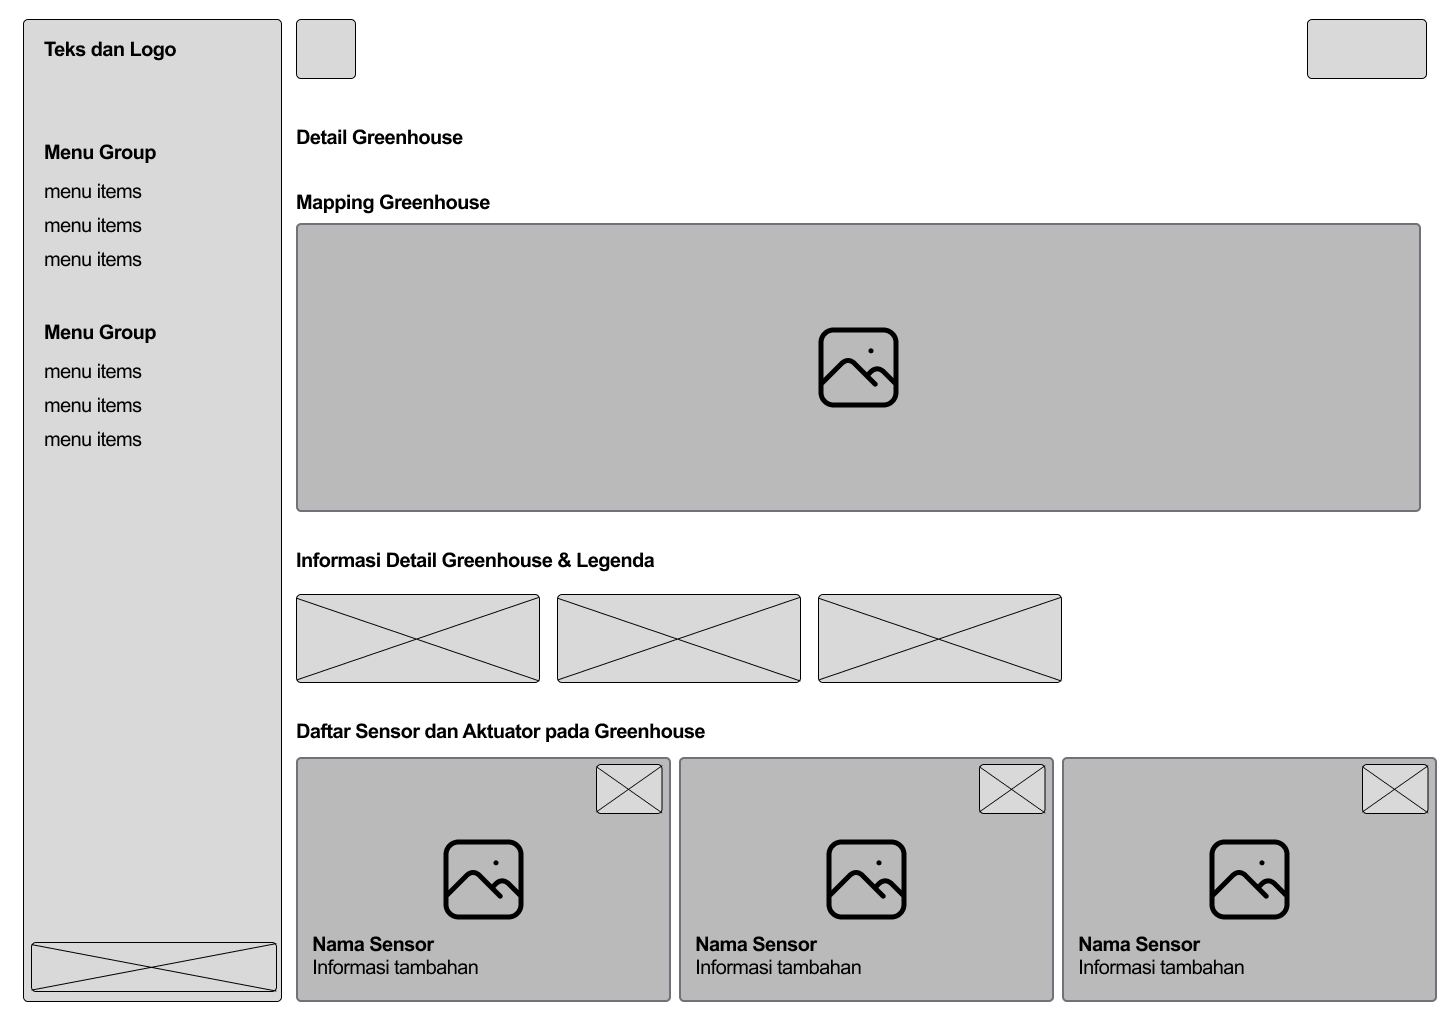 Teks dan Logo
Menu Group
menu items
menu items
menu items
Menu Group
menu items
menu items
menu items
Detail Greenhouse
Mapping Greenhouse
Informasi Detail Greenhouse & Legenda
Daftar Sensor dan Aktuator pada Greenhouse
Nama Sensor
Informasi tambahan
Nama Sensor
Informasi tambahan
Nama Sensor
Informasi tambahan